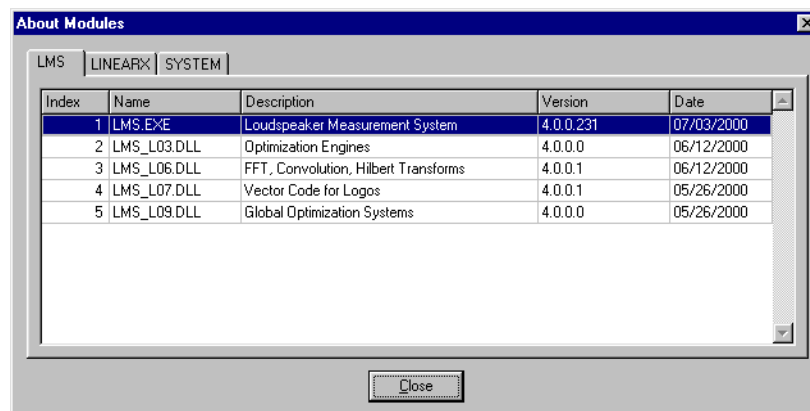 About Modules
LMS LINEARX SYSTEM
Index Name Description Version Date
1 LMS.EXE Loudspeaker Measurement System 4.0.0.231 07/03/2000
2 LMS_L03.DLL Optimization Engines 4.0.0.0 06/12/2000
3 LMS_L06.DLL FFT, Convolution, Hilbert Transforms 4.0.0.1 06/12/2000
4 LMS_L07.DLL Vector Code for Logos 4.0.0.1 05/26/2000
5 LMS_L09.DLL Global Optimization Systems 4.0.0.0 05/26/2000
Close